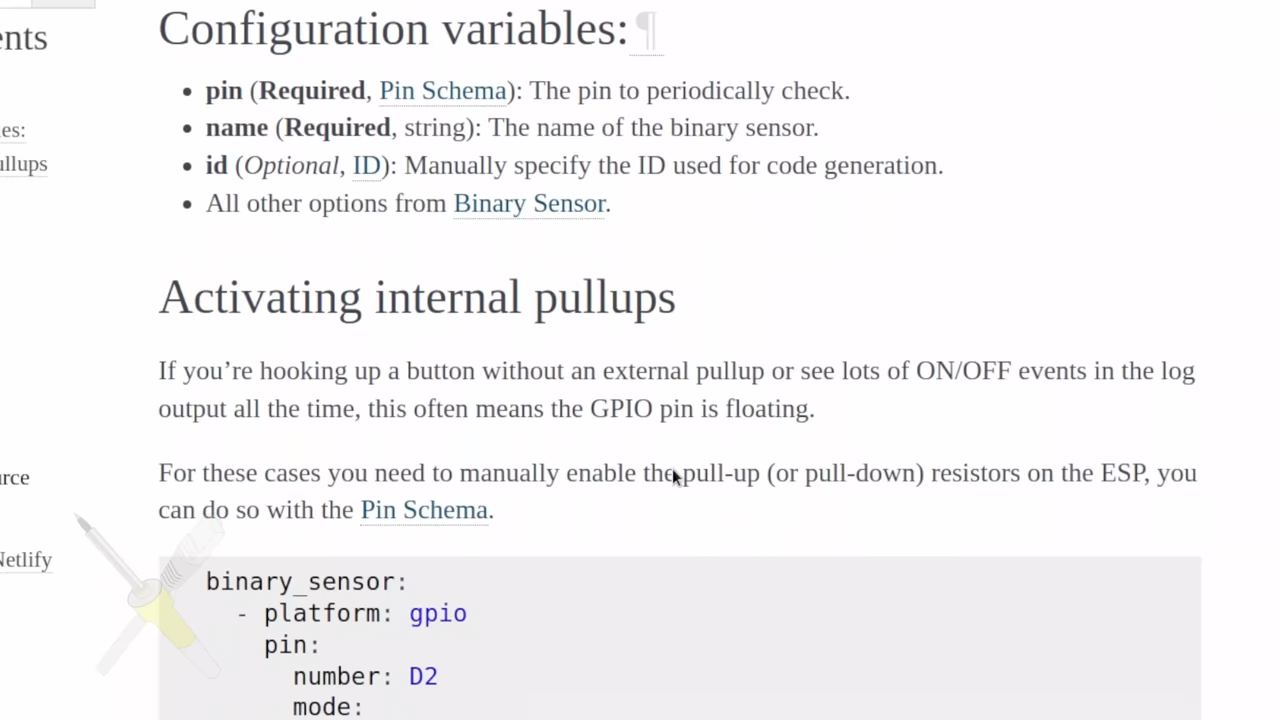 Configuration variables:¶
ents
pin (Required, Pin Schema): The pin to periodically check.
es:
name (Required, string): The name of the binary sensor.
ullups
id (Optional, ID): Manually specify the ID used for code generation.
All other options from Binary Sensor.
Activating internal pullups
If you’re hooking up a button without an external pullup or see lots of ON/OFF events in the log
output all the time, this often means the GPIO pin is floating.
urce
For these cases you need to manually enable the pull-up (or pull-down) resistors on the ESP, you
can do so with the Pin Schema.
Netlify
binary_sensor:
- platform: gpio
pin:
number: D2
mode: